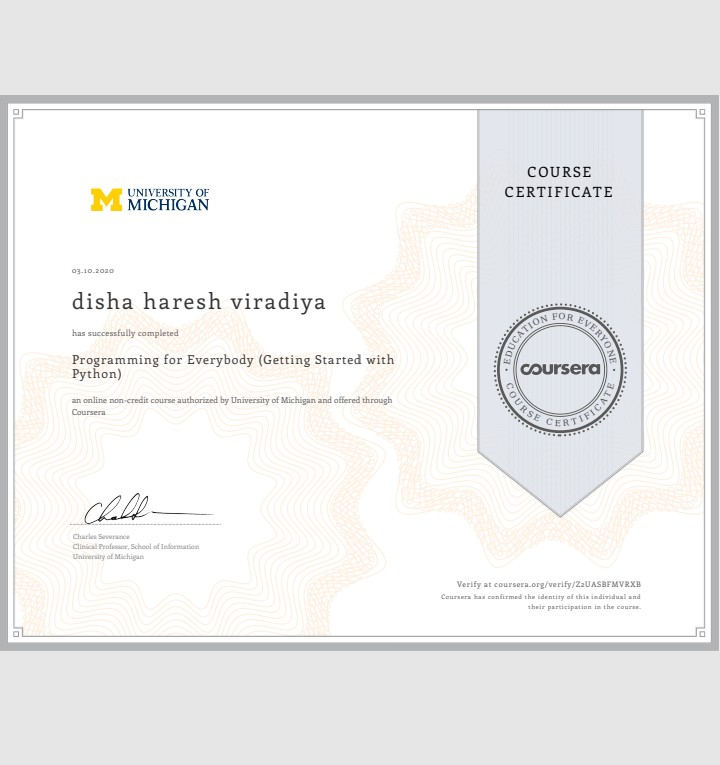 COURSE
CERTIFICATE
UNIVERSITY OF
MICHIGAN
03.10.2020
disha haresh viradiya
has successfully completed
Programming for Everybody (Getting Started with
Python)
an online non-credit course authorized by University of Michigan and offered through
Coursera
EDUCATION FOR EVERYONE
coursera
COURSE CERTIFICATE
Charles Severance
Clinical Professor, School of Information
University of Michigan
Verify at coursera.org/verify/Z2UASBFMVRXB
Coursera has confirmed the identity of this individual and
their participation in the course.